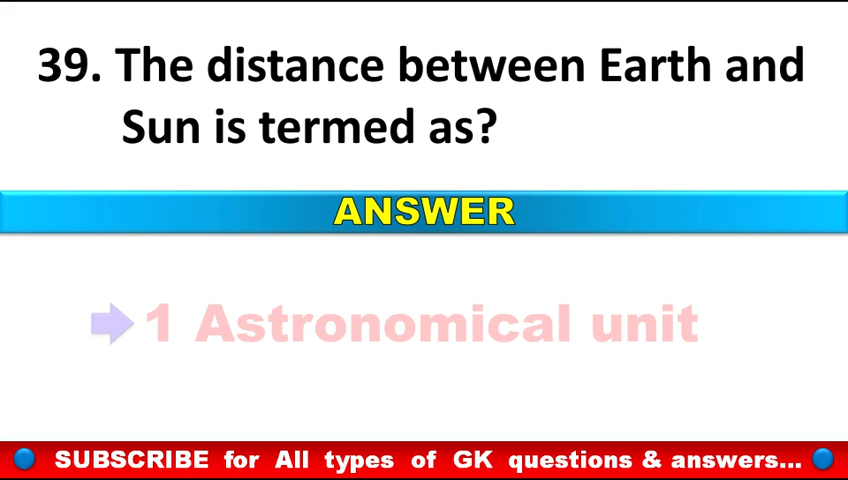 39. The distance between Earth and
Sun is termed as?
ANSWER
1 Astronomical unit
SUBSCRIBE for All types of GK questions & answers...